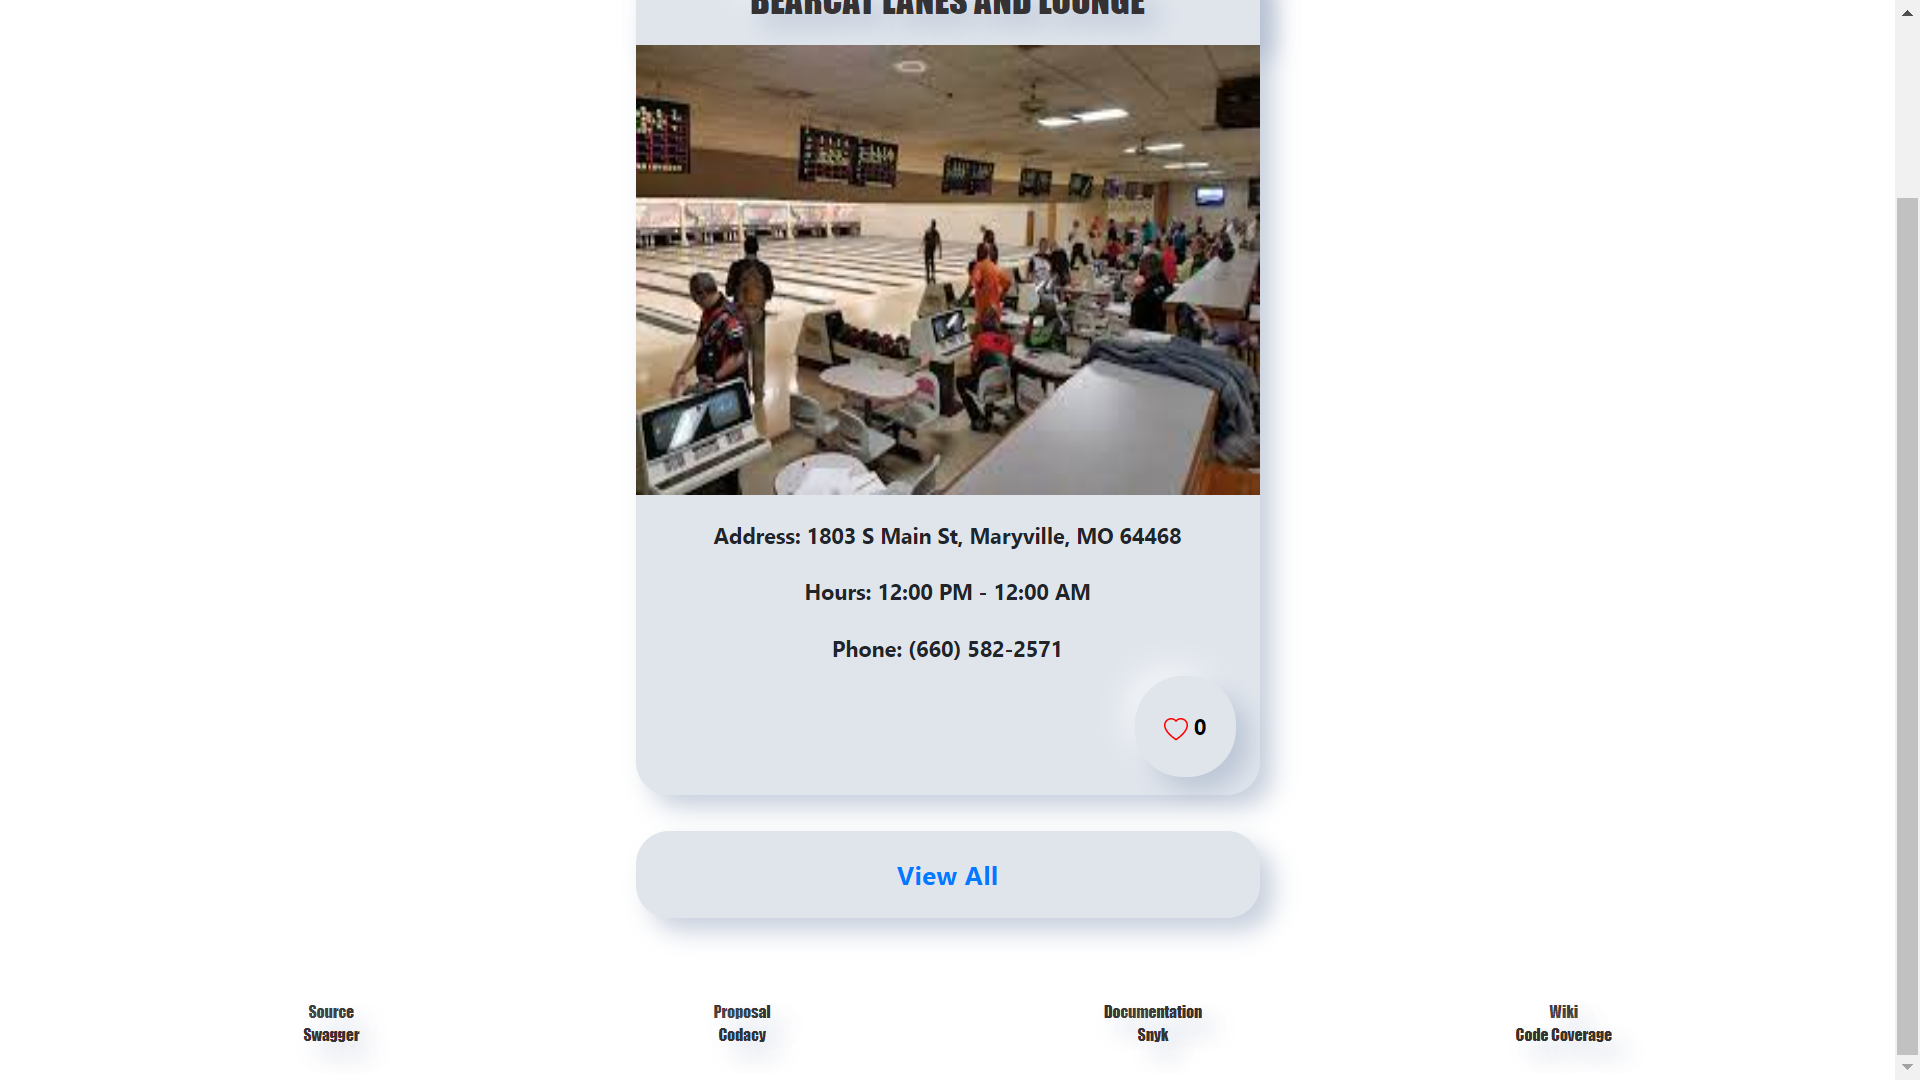 BEARCAT LANES AND LOUNGE
Address: 1803 S Main St, Maryville, MO 64468
Hours: 12:00 PM - 12:00 AM
Phone: (660) 582-2571
0
View All
Source
Swagger
Proposal
Codacy
Documentation
Snyk
Wiki
Code Coverage